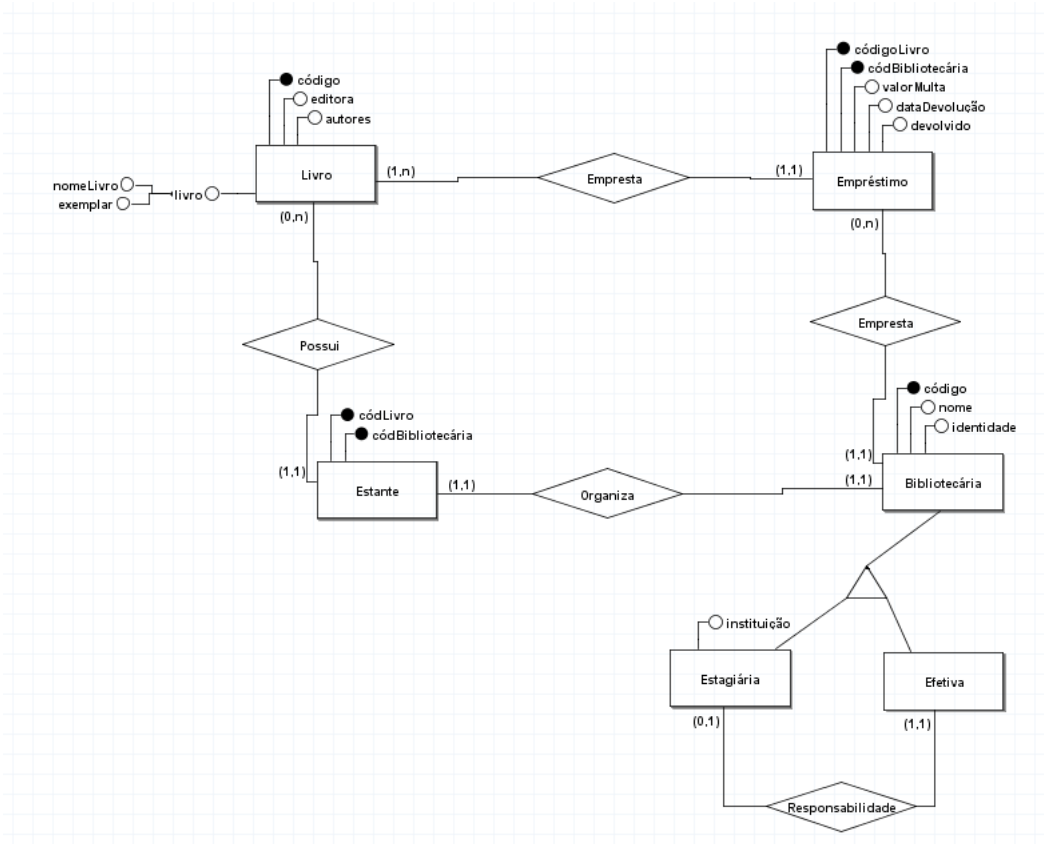 códigoLivro
códBibliotecária
valorMulta
dataDevolução
devolvido
código
editora
autores
Livro
(1,n)
Empresta
(1,1)
Empréstimo
nomeLivro
exemplar
livro
(0,n)
(0,n)
Possui
Empresta
código
nome
identidade
códLivro
códBibliotecária
(1,1)
Estante
(1,1)
Organiza
(1,1)
(1,1)
Bibliotecária
instituição
Estagiária
Efetiva
(0,1)
(1,1)
Responsabilidade